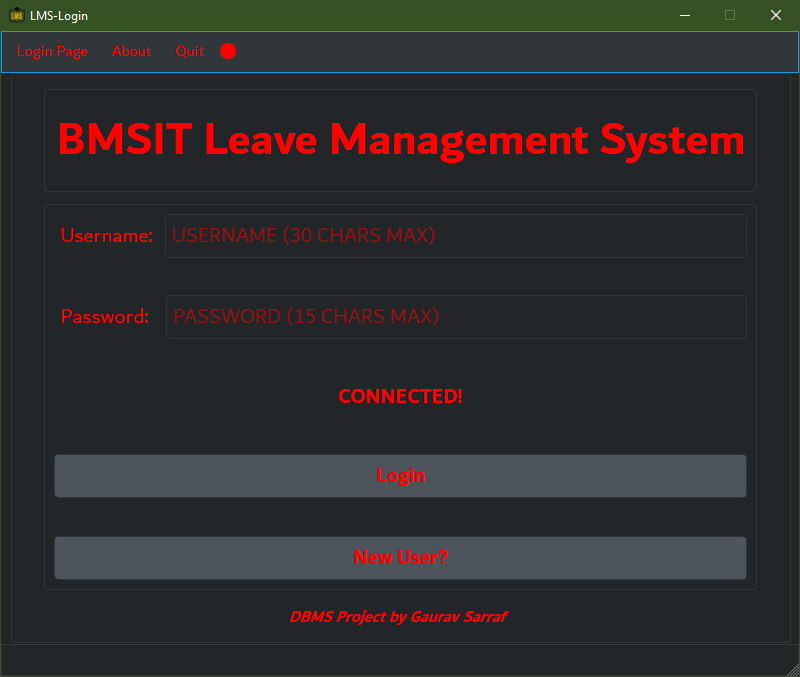 LMS-Login
Login Page About Quit
BMSIT Leave Management System
Username: USERNAME (30 CHARS MAX)
Password: PASSWORD (15 CHARS MAX)
CONNECTED!
Login
New User?
DBMS Project by Gaurav Sarraf